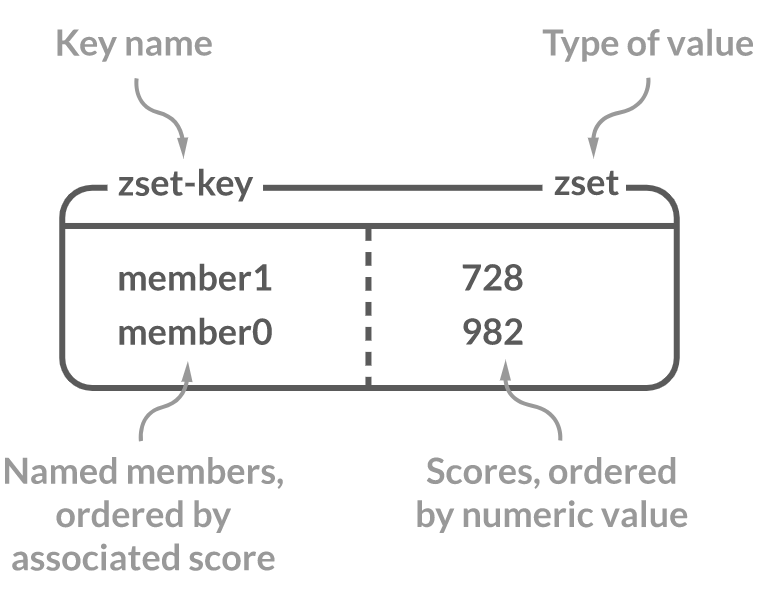 Key name
Type of value
zset-key
zset
member1
728
member0
982
Named members,
ordered by
associated score
Scores, ordered
by numeric value